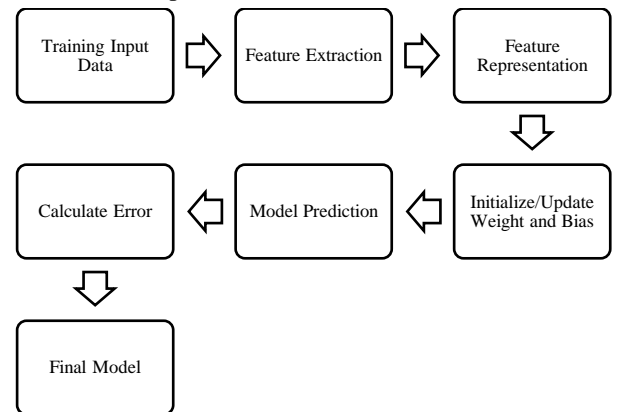 Training Input
Data
Feature Extraction
Feature
Representation
Initialize/Update
Weight and Bias
Model Prediction
Calculate Error
Final Model